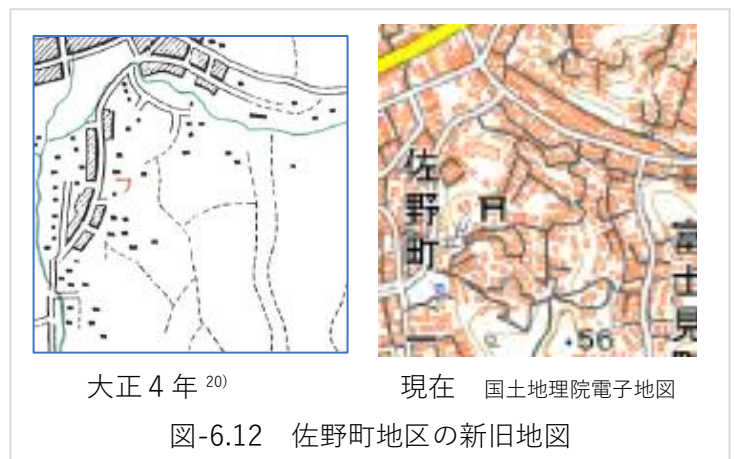 佐野町
富士見
・56
大正４年 20)
現在　国土地理院電子地図
図-6.12　佐野町地区の新旧地図